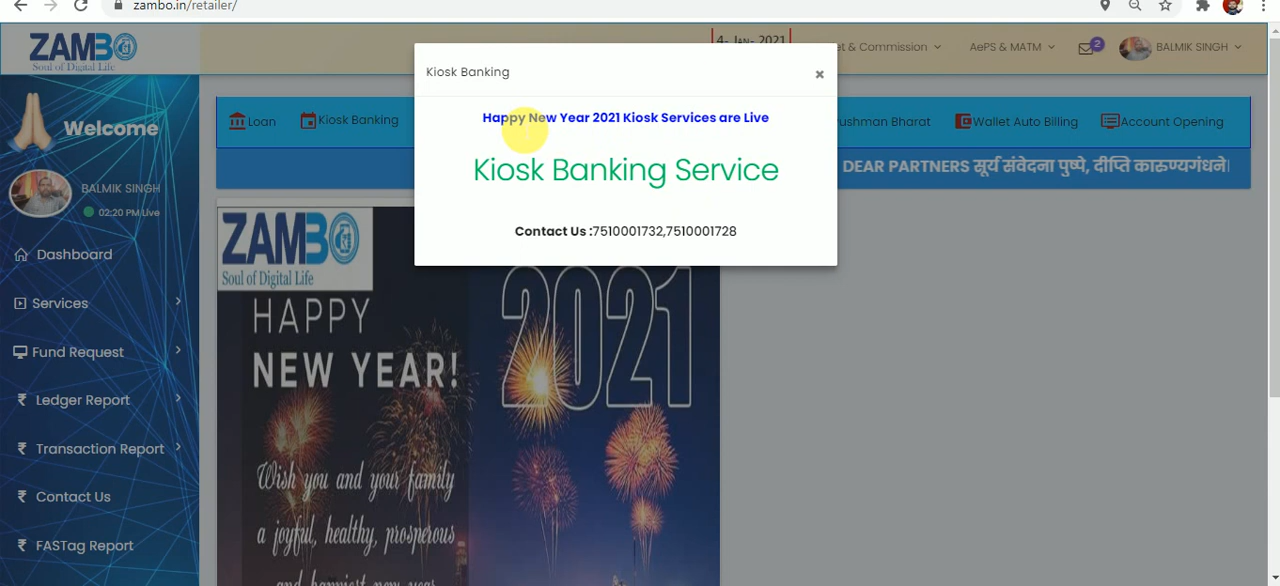 zambo.in/retailer/
ZAMBO
Soul of Digital Life
4- Jan- 2021
& Commission
AePS & MATM
2
BALMIK SINGH
Kiosk Banking
Happy New Year 2021 Kiosk Services are Live
Kiosk Banking Service
Contact Us :7510001732,7510001728
Welcome
Loan
Kiosk Banking
Bharat
Wallet Auto Billing
Account Opening
DEAR PARTNERS सूर्य संवेदना पुष्पे, दीप्ति कारुण्यगंधने
BALMIK SINGH
02:20 PM Live
Dashboard
Services
Fund Request
₹ Ledger Report
₹ Transaction Report
₹ Contact Us
₹ FASTag Report
ZAMBO
Soul of Digital Life
2021
HAPPY
NEW YEAR!
Wish you and your family
a joyful, healthy, prosperous
and happiest new year